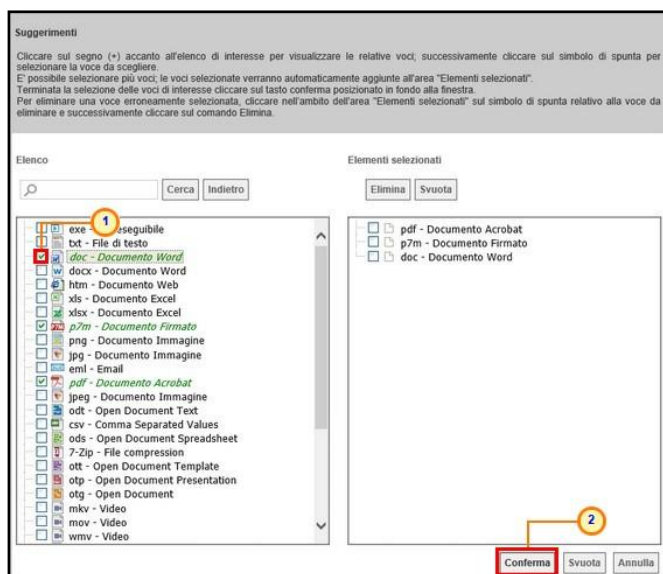 Suggerimenti
Cliccare sul segno (+) accanto all'elenco di interesse per visualizzare le relative voci; successivamente cliccare sul simbolo di spunta per
selezionare la voce da scegliere.
E' possibile selezionare più voci; le voci selezionate verranno automaticamente aggiunte all'area "Elementi selezionati".
Terminata la selezione delle voci di interesse cliccare sul tasto conferma posizionato in fondo alla finestra.
Per eliminare una voce erroneamente selezionata, cliccare nell'ambito dell'area "Elementi selezionati" sul simbolo di spunta relativo alla voce da
eliminare e successivamente cliccare sul comando Elimina.
Elenco
Cerca Indietro
1
exe - eseguibile
txt - File di testo
doc - Documento Word
docx - Documento Word
htm - Documento Web
xls - Documento Excel
xlsx - Documento Excel
p7m - Documento Firmato
png - Documento Immagine
jpg - Documento Immagine
eml - Email
pdf - Documento Acrobat
jpeg - Documento Immagine
odt - Open Document Text
csv - Comma Separated Values
ods - Open Document Spreadsheet
7-Zip - File compression
ott - Open Document Template
otp - Open Document Presentation
otg - Open Document
mkv - Video
mov - Video
wmv - Video
Elementi selezionati
Elimina Svuota
pdf - Documento Acrobat
p7m - Documento Firmato
doc - Documento Word
2
Conferma Svuota Annulla